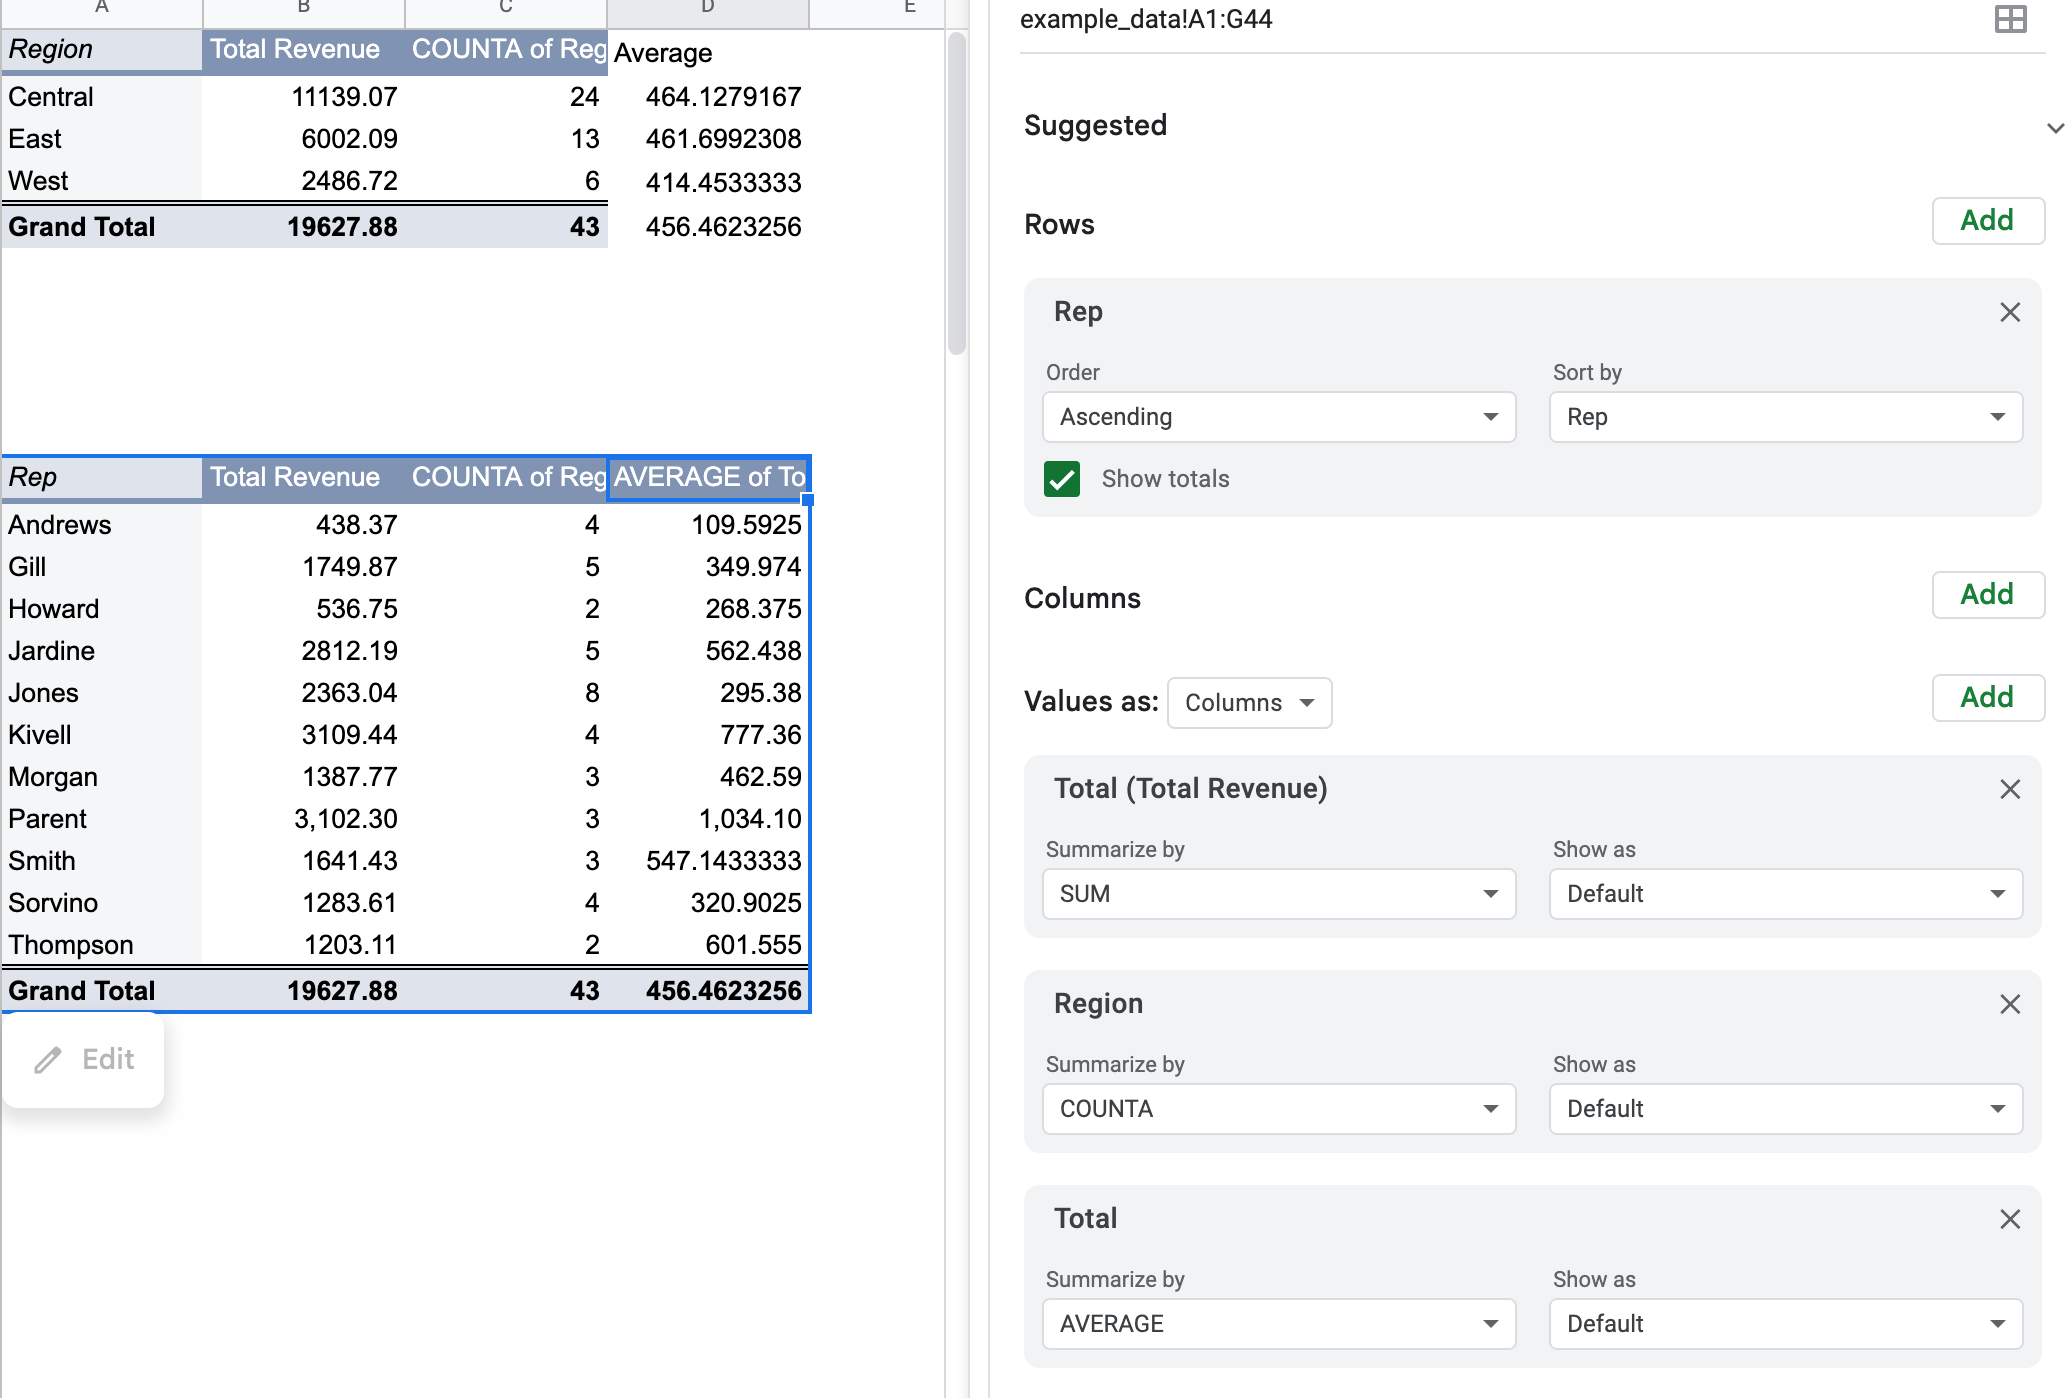 A B C D E
Region Total Revenue COUNTA of Reg Average
Central 11139.07 24 464.1279167
East 6002.09 13 461.6992308
West 2486.72 6 414.4533333
Grand Total 19627.88 43 456.4623256
Rep Total Revenue COUNTA of Reg AVERAGE of To
Andrews 438.37 4 109.5925
Gill 1749.87 5 349.974
Howard 536.75 2 268.375
Jardine 2812.19 5 562.438
Jones 2363.04 8 295.38
Kivell 3109.44 4 777.36
Morgan 1387.77 3 462.59
Parent 3,102.30 3 1,034.10
Smith 1641.43 3 547.1433333
Sorvino 1283.61 4 320.9025
Thompson 1203.11 2 601.555
Grand Total 19627.88 43 456.4623256
Edit
example_data!A1:G44
Suggested
Rows Add
Rep
Order Sort by
Ascending Rep
Show totals
Columns Add
Values as: Columns Add
Total (Total Revenue)
Summarize by Show as
SUM Default
Region
Summarize by Show as
COUNTA Default
Total
Summarize by Show as
AVERAGE Default